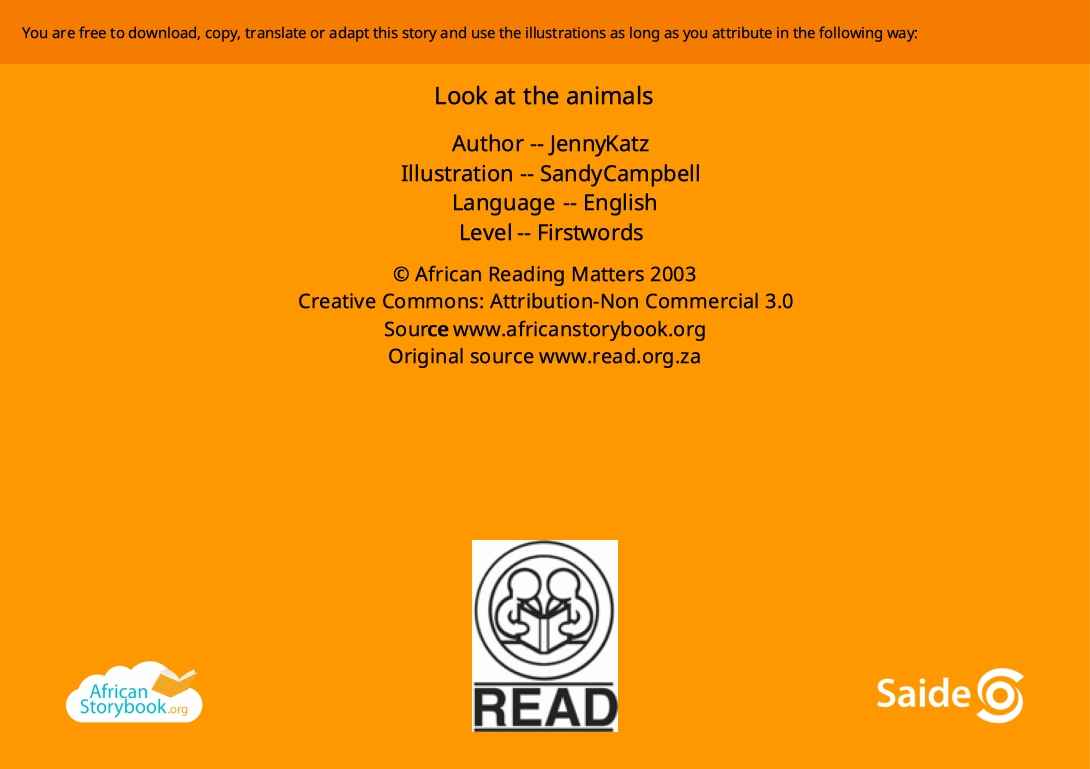 You are free to download, copy, translate or adapt this story and use the illustrations as long as you attribute in the following way:
Look at the animals
Author -- JennyKatz
Illustration -- SandyCampbell
Language -- English
Level -- Firstwords
© African Reading Matters 2003
Creative Commons: Attribution-Non Commercial 3.0
Source www.africanstorybook.org
Original source www.read.org.za
African
Storybook.org
READ
Saide